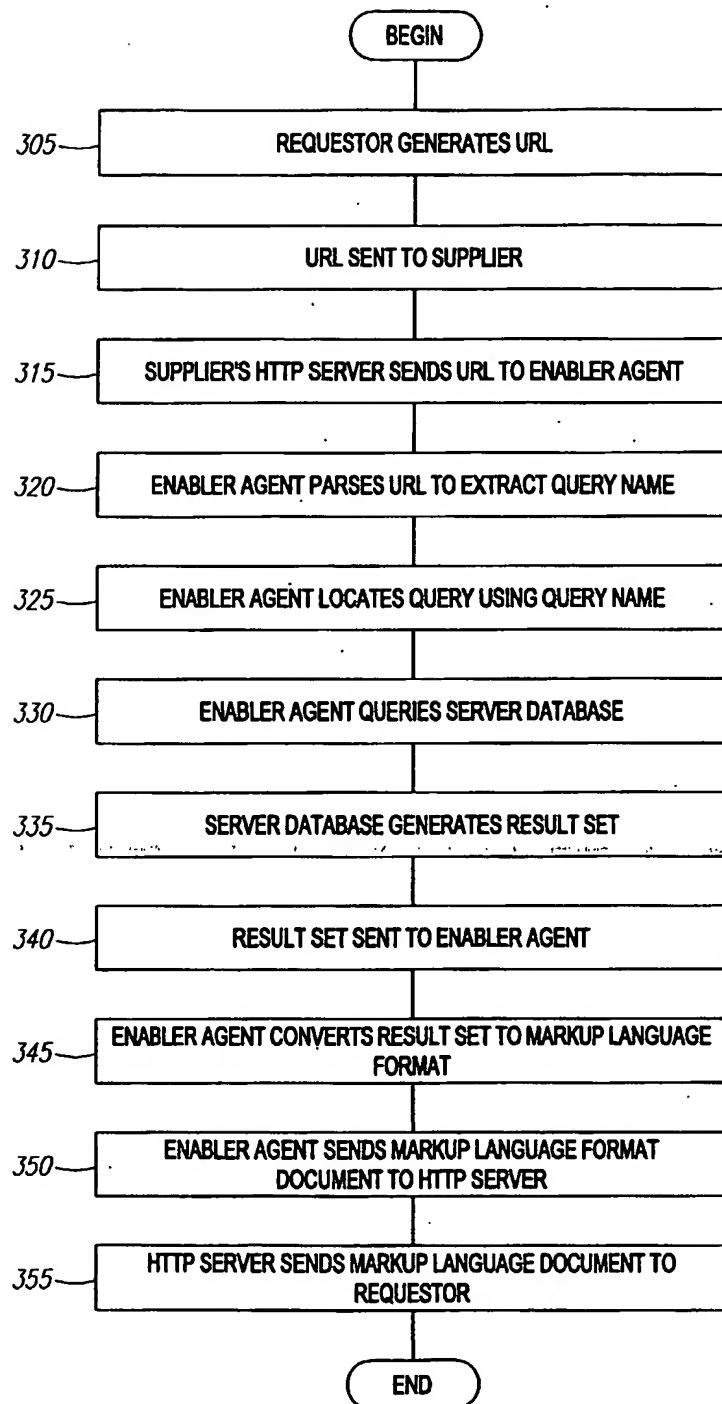 BEGIN
305 REQUESTOR GENERATES URL
310 URL SENT TO SUPPLIER
315 SUPPLIER'S HTTP SERVER SENDS URL TO ENABLER AGENT
320 ENABLER AGENT PARSES URL TO EXTRACT QUERY NAME
325 ENABLER AGENT LOCATES QUERY USING QUERY NAME
330 ENABLER AGENT QUERIES SERVER DATABASE
335 SERVER DATABASE GENERATES RESULT SET
340 RESULT SET SENT TO ENABLER AGENT
345 ENABLER AGENT CONVERTS RESULT SET TO MARKUP LANGUAGE
FORMAT
350 ENABLER AGENT SENDS MARKUP LANGUAGE FORMAT
DOCUMENT TO HTTP SERVER
355 HTTP SERVER SENDS MARKUP LANGUAGE DOCUMENT TO
REQUESTOR
END